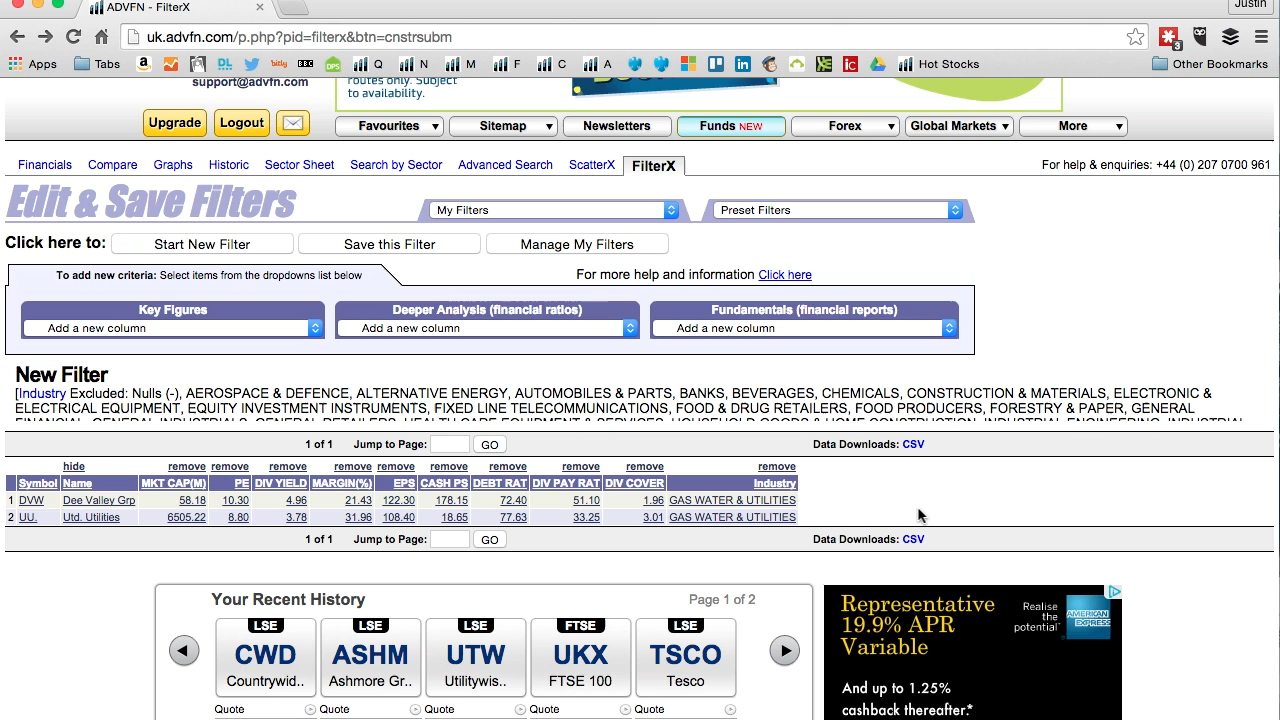 Justin
ADVFN - FilterX ×
uk.advfn.com/p.php?pid=filterx&btn=cnstrsubm
3
Apps Tabs Q N M F C A Hot Stocks Other Bookmarks
support@advfn.com
routes only. Subject
to availability.
Upgrade Logout
Favourites Sitemap Newsletters Funds NEW Forex Global Markets More
Financials Compare Graphs Historic Sector Sheet Search by Sector Advanced Search ScatterX FilterX For help & enquiries: +44 (0) 207 0700 961
Edit & Save Filters My Filters Preset Filters
Click here to: Start New Filter Save this Filter Manage My Filters
To add new criteria: Select items from the dropdowns list below For more help and information Click here
Key Figures Deeper Analysis (financial ratios) Fundamentals (financial reports)
Add a new column Add a new column Add a new column
New Filter
[Industry Excluded: Nulls (-), AEROSPACE & DEFENCE, ALTERNATIVE ENERGY, AUTOMOBILES & PARTS, BANKS, BEVERAGES, CHEMICALS, CONSTRUCTION & MATERIALS, ELECTRONIC &
ELECTRICAL EQUIPMENT, EQUITY INVESTMENT INSTRUMENTS, FIXED LINE TELECOMMUNICATIONS, FOOD & DRUG RETAILERS, FOOD PRODUCERS, FORESTRY & PAPER, GENERAL
1 of 1 Jump to Page: GO Data Downloads: CSV
hide remove remove remove remove remove remove remove remove remove remove
Symbol Name MKT CAP(M) PE DIV YIELD MARGIN(%) EPS CASH PS DEBT RAT DIV PAY RAT DIV COVER Industry
1 DVW Dee Valley Grp 58.18 10.30 4.96 21.43 122.30 178.15 72.40 51.10 1.96 GAS WATER & UTILITIES
2 UU. Utd. Utilities 6505.22 8.80 3.78 31.96 108.40 18.65 77.63 33.25 3.01 GAS WATER & UTILITIES
1 of 1 Jump to Page: GO Data Downloads: CSV
Your Recent History Page 1 of 2
LSE LSE LSE FTSE LSE
CWD ASHM UTW UKX TSCO
Countrywid.. Ashmore Gr.. Utilitywis.. FTSE 100 Tesco
Quote Quote Quote Quote Quote
Representative
19.9% APR
Variable
Realise
the
potential
AMERICAN EXPRESS
And up to 1.25%
cashback thereafter.*